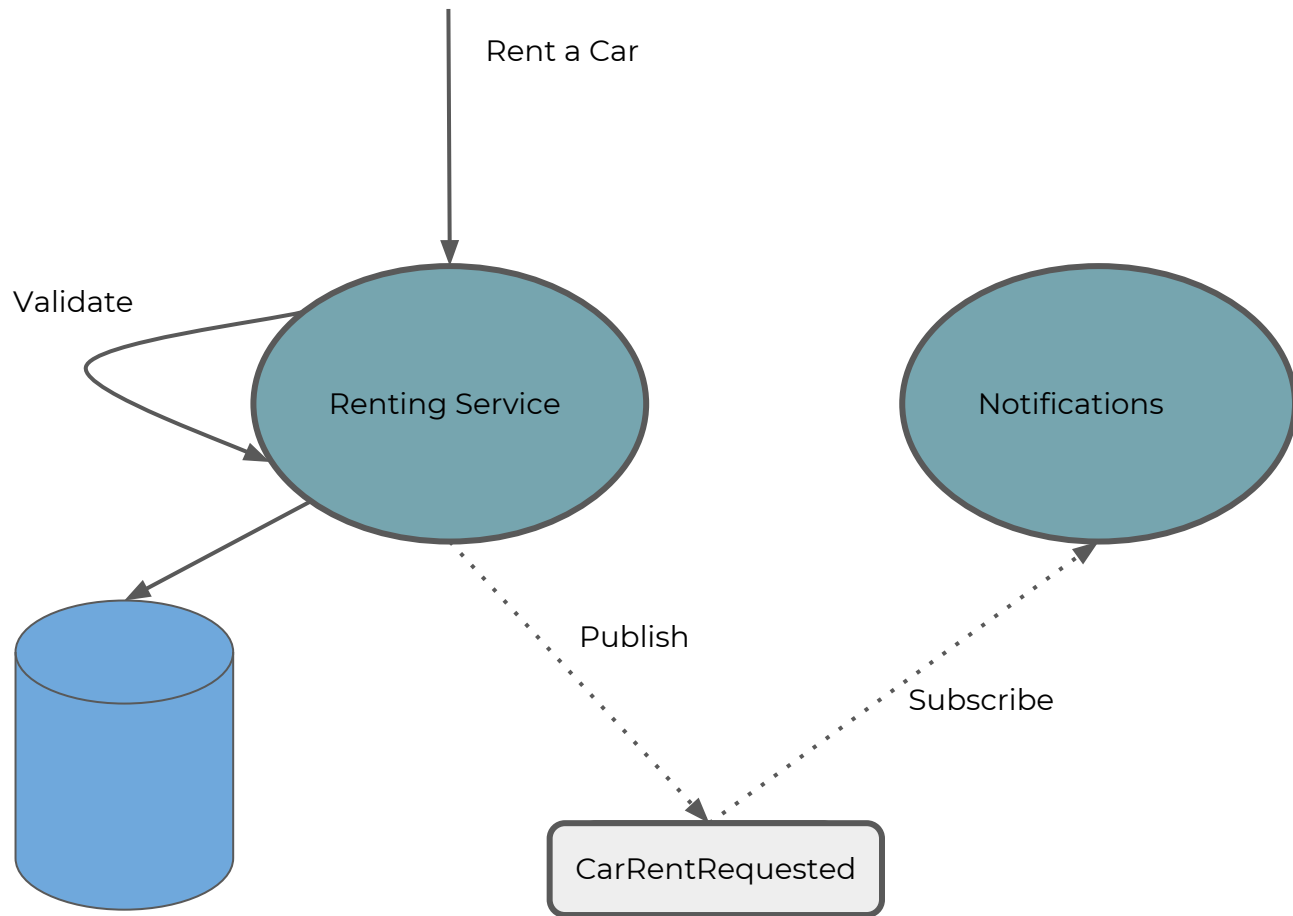 Rent a Car
Validate
Renting Service
Notifications
Publish
Subscribe
CarRentRequested